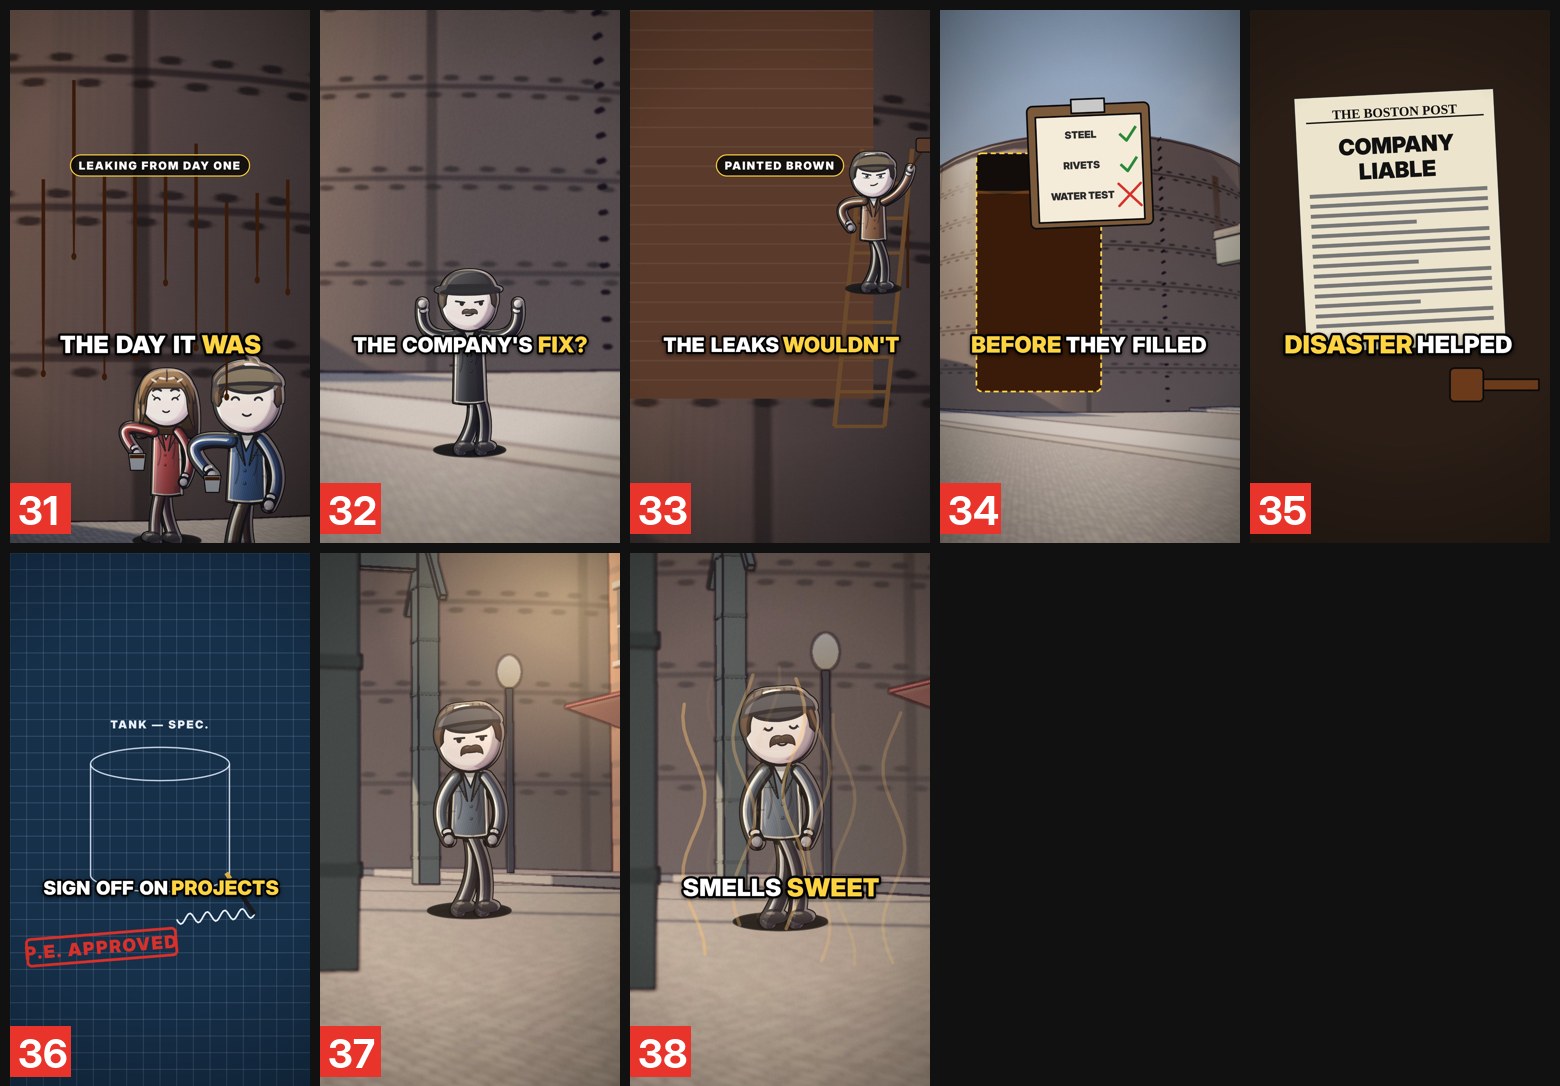 LEAKING FROM DAY ONE
THE DAY IT WAS
31
THE COMPANY'S FIX?
32
PAINTED BROWN
THE LEAKS WOULDN'T
33
STEEL
RIVETS
WATER TEST
BEFORE THEY FILLED
34
THE BOSTON POST
COMPANY
LIABLE
DISASTER HELPED
35
TANK — SPEC.
SIGN OFF ON PROJECTS
P.E. APPROVED
36
37
SMELLS SWEET
38